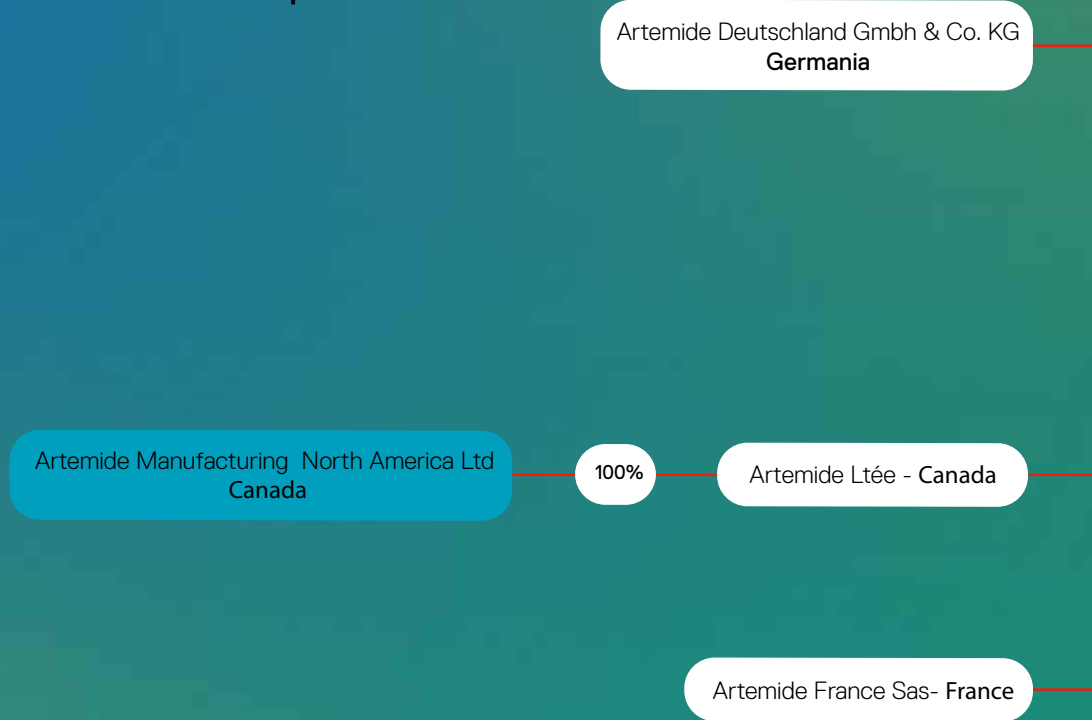 Artemide Deutschland Gmbh & Co. KG
Germania
Artemide Manufacturing North America Ltd
Canada
100%
Artemide Ltée - Canada
Artemide France Sas- France